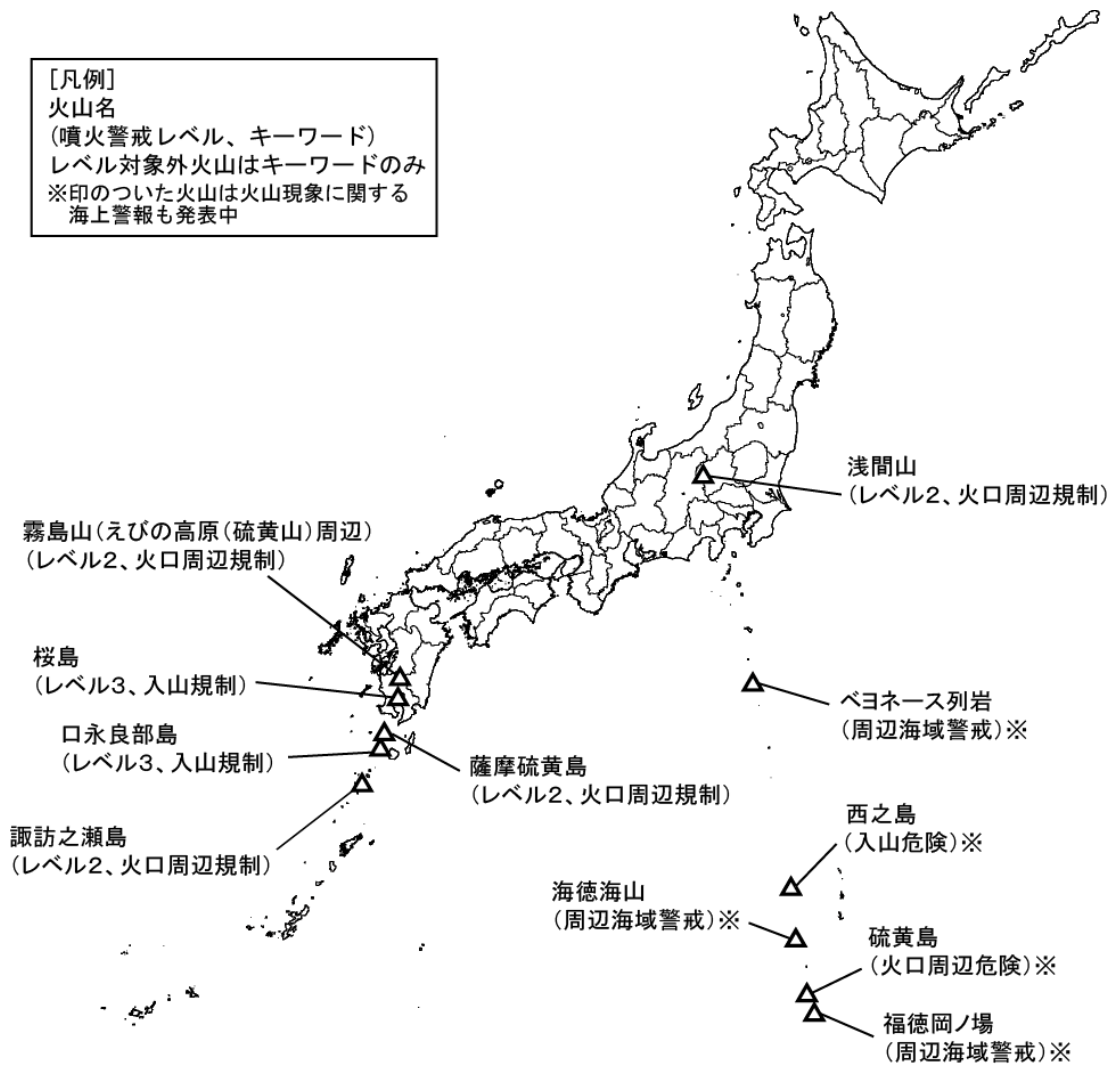 ［凡例］
火山名
（噴火警戒レベル、キーワード）
レベル対象外火山はキーワードのみ
※印のついた火山は火山現象に関する
海上警報も発表中
浅間山
（レベル２、火口周辺規制）
霧島山（えびの高原（硫黄山）周辺）
（レベル２、火口周辺規制）
桜島
（レベル３、入山規制）
口永良部島
（レベル３、入山規制）
薩摩硫黄島
（レベル２、火口周辺規制）
諏訪之瀬島
（レベル２、火口周辺規制）
ベヨネース列岩
（周辺海域警戒）※
西之島
（入山危険）※
海徳海山
（周辺海域警戒）※
硫黄島
（火口周辺危険）※
福徳岡ノ場
（周辺海域警戒）※